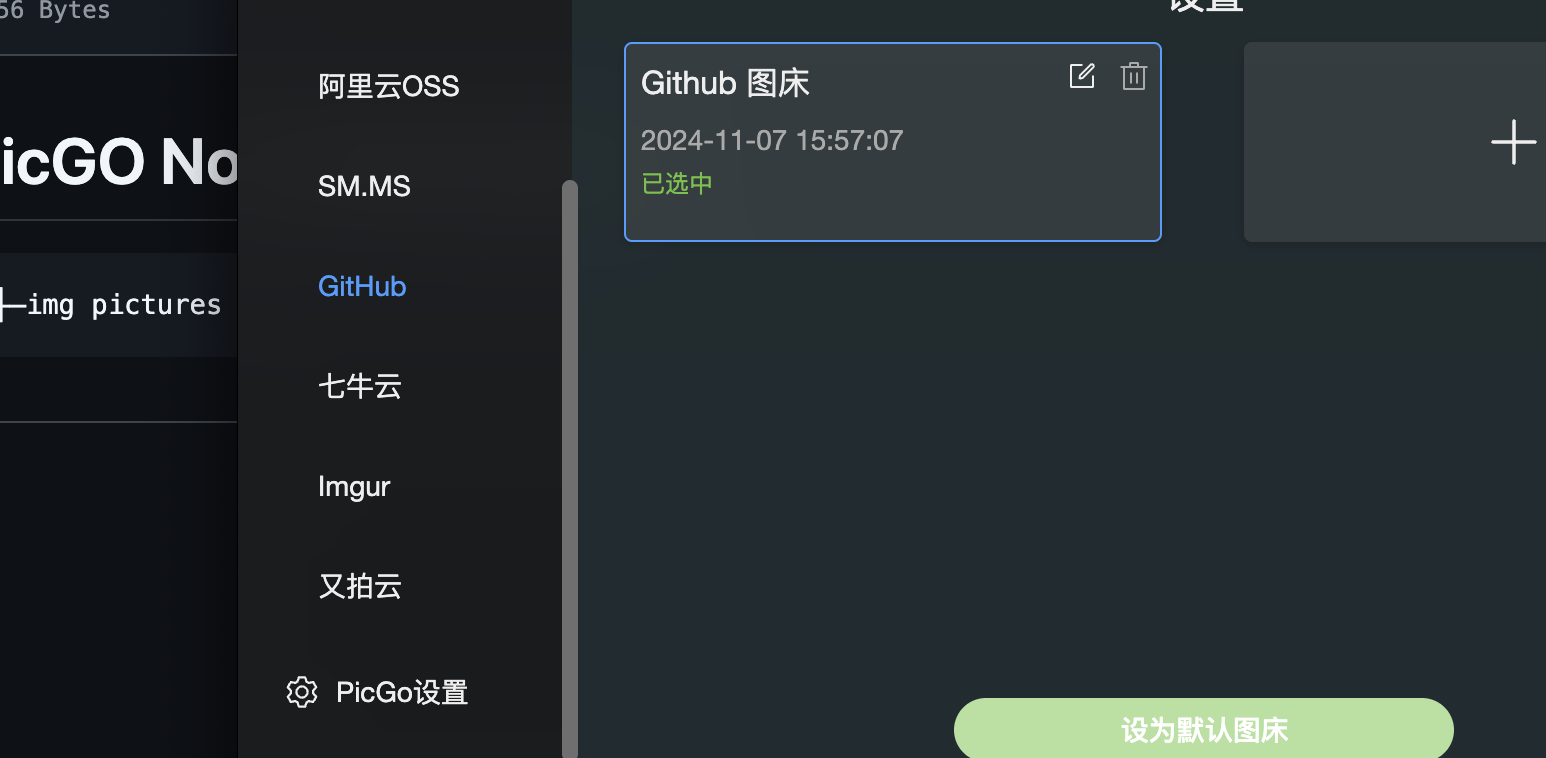 56 Bytes
icGO No
├─img pictures
阿里云OSS
SM.MS
GitHub
七牛云
Imgur
又拍云
PicGo设置
设置
Github 图床
2024-11-07 15:57:07
已选中
设为默认图床